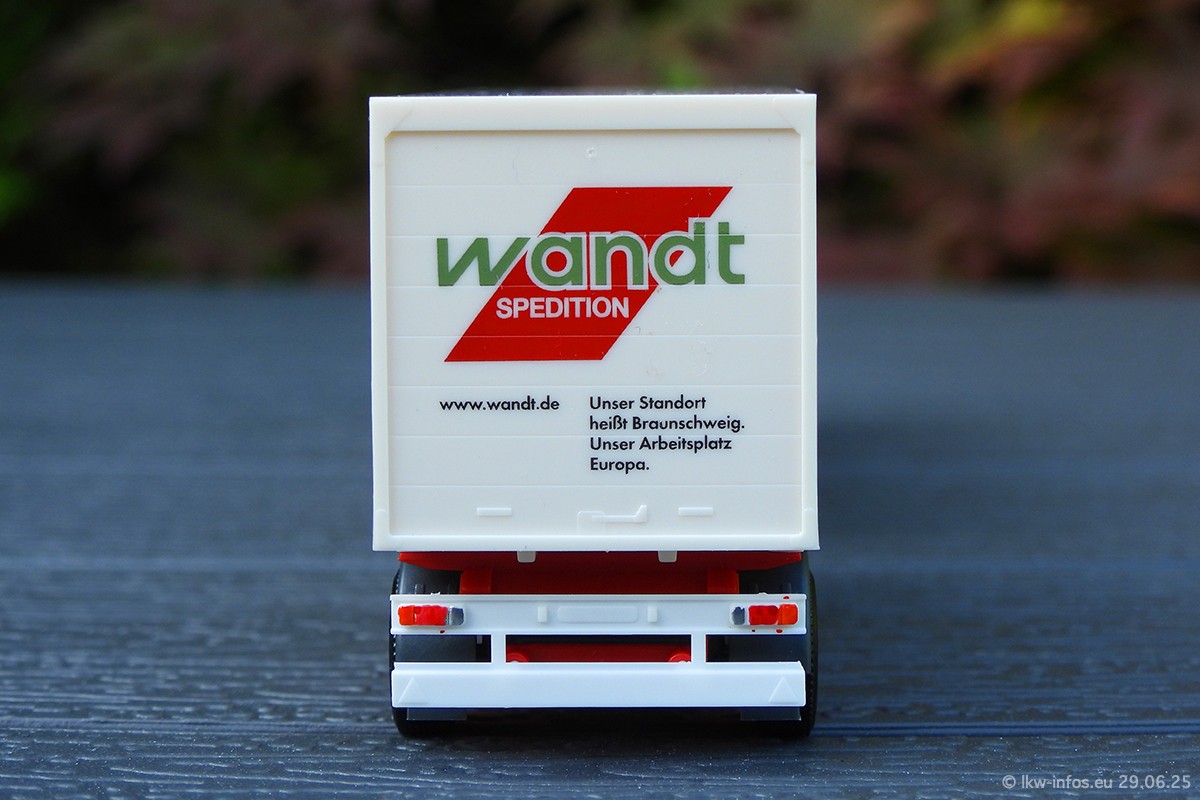 wandt
SPEDITION
www.wandt.de
Unser Standort
heißt Braunschweig.
Unser Arbeitsplatz
Europa.
© lkw-infos.eu 29.06.25